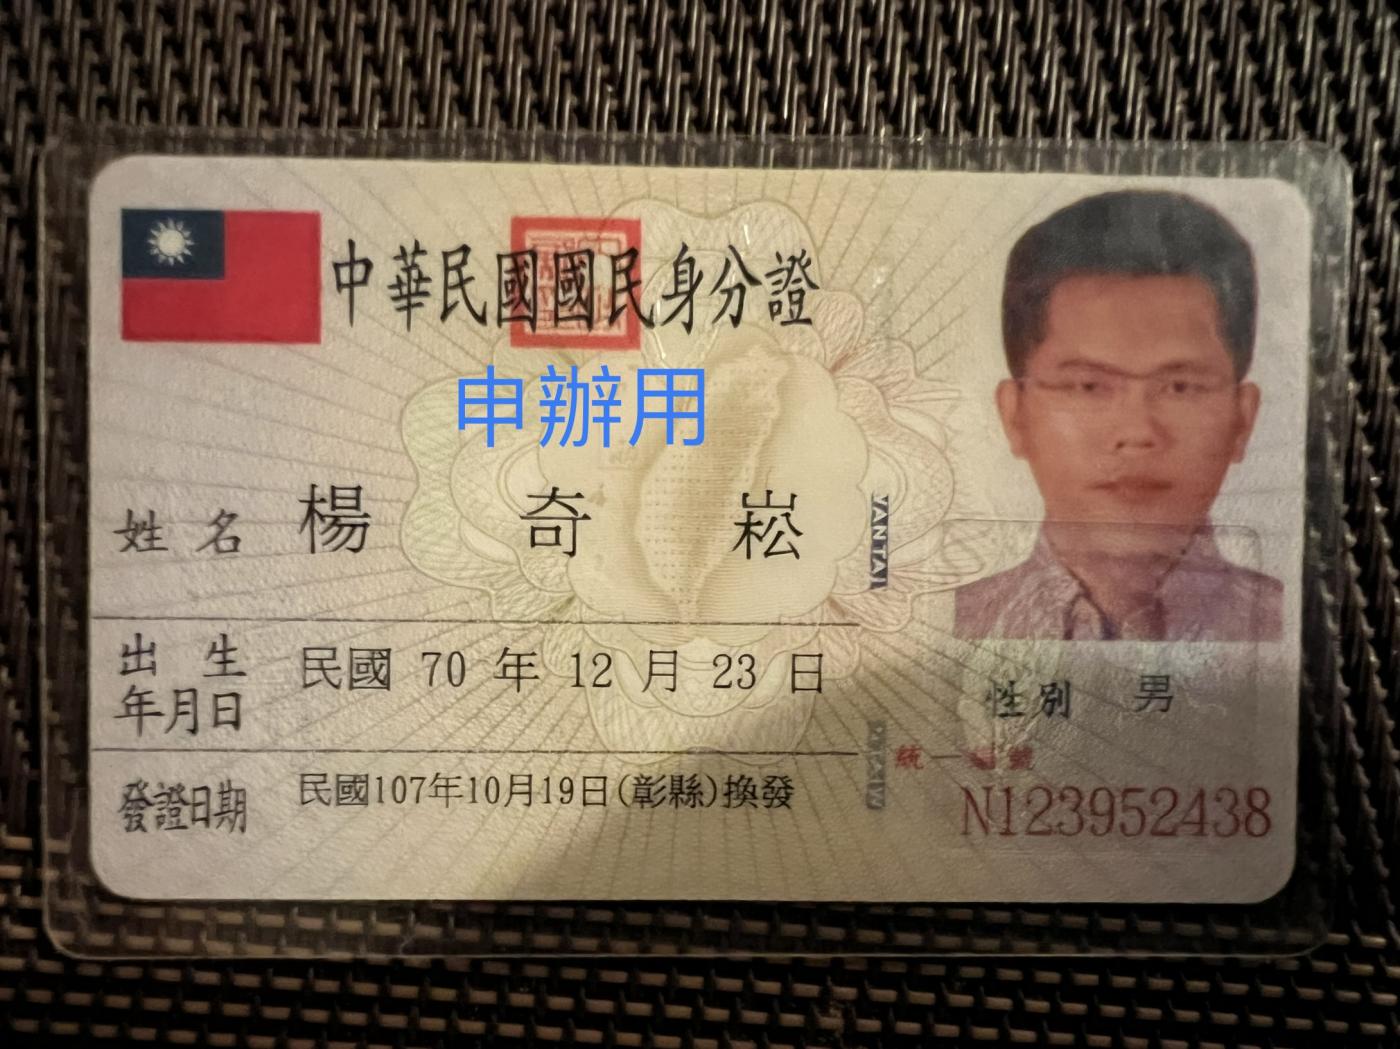 中華民國國民身分證
申辦用
姓名 楊奇崧
出生年月日 民國 70 年 12 月 23 日
性別 男
發證日期 民國107年10月19日(彰縣)換發
統一編號
N123952438